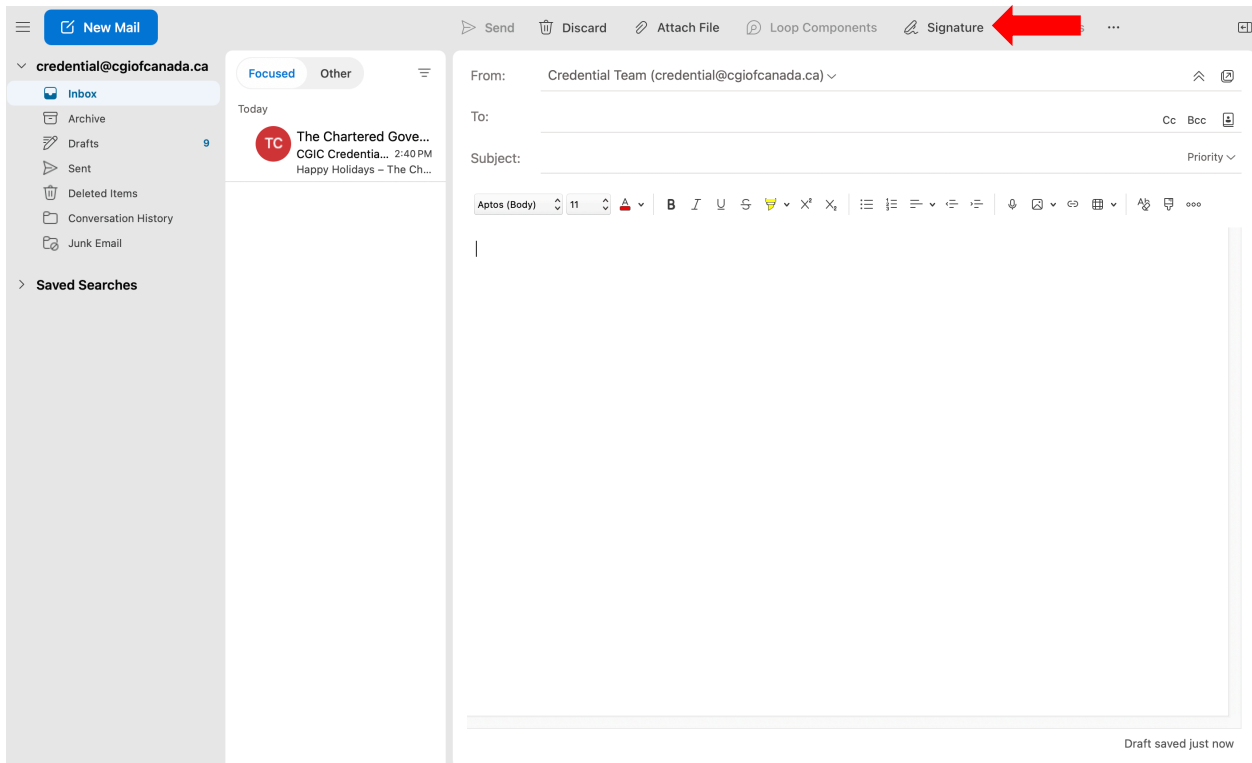 New Mail
Send Discard Attach File Loop Components Signature
credential@cgiofcanada.ca
Inbox
Archive
Drafts 9
Sent
Deleted Items
Conversation History
Junk Email
Saved Searches
Focused Other
Today
TC
The Chartered Gove...
CGIC Credentia... 2:40 PM
Happy Holidays – The Ch...
From: Credential Team (credential@cgiofcanada.ca)
To: Cc Bcc
Subject: Priority
Aptos (Body) 11 A B I U S X² X₂
Draft saved just now